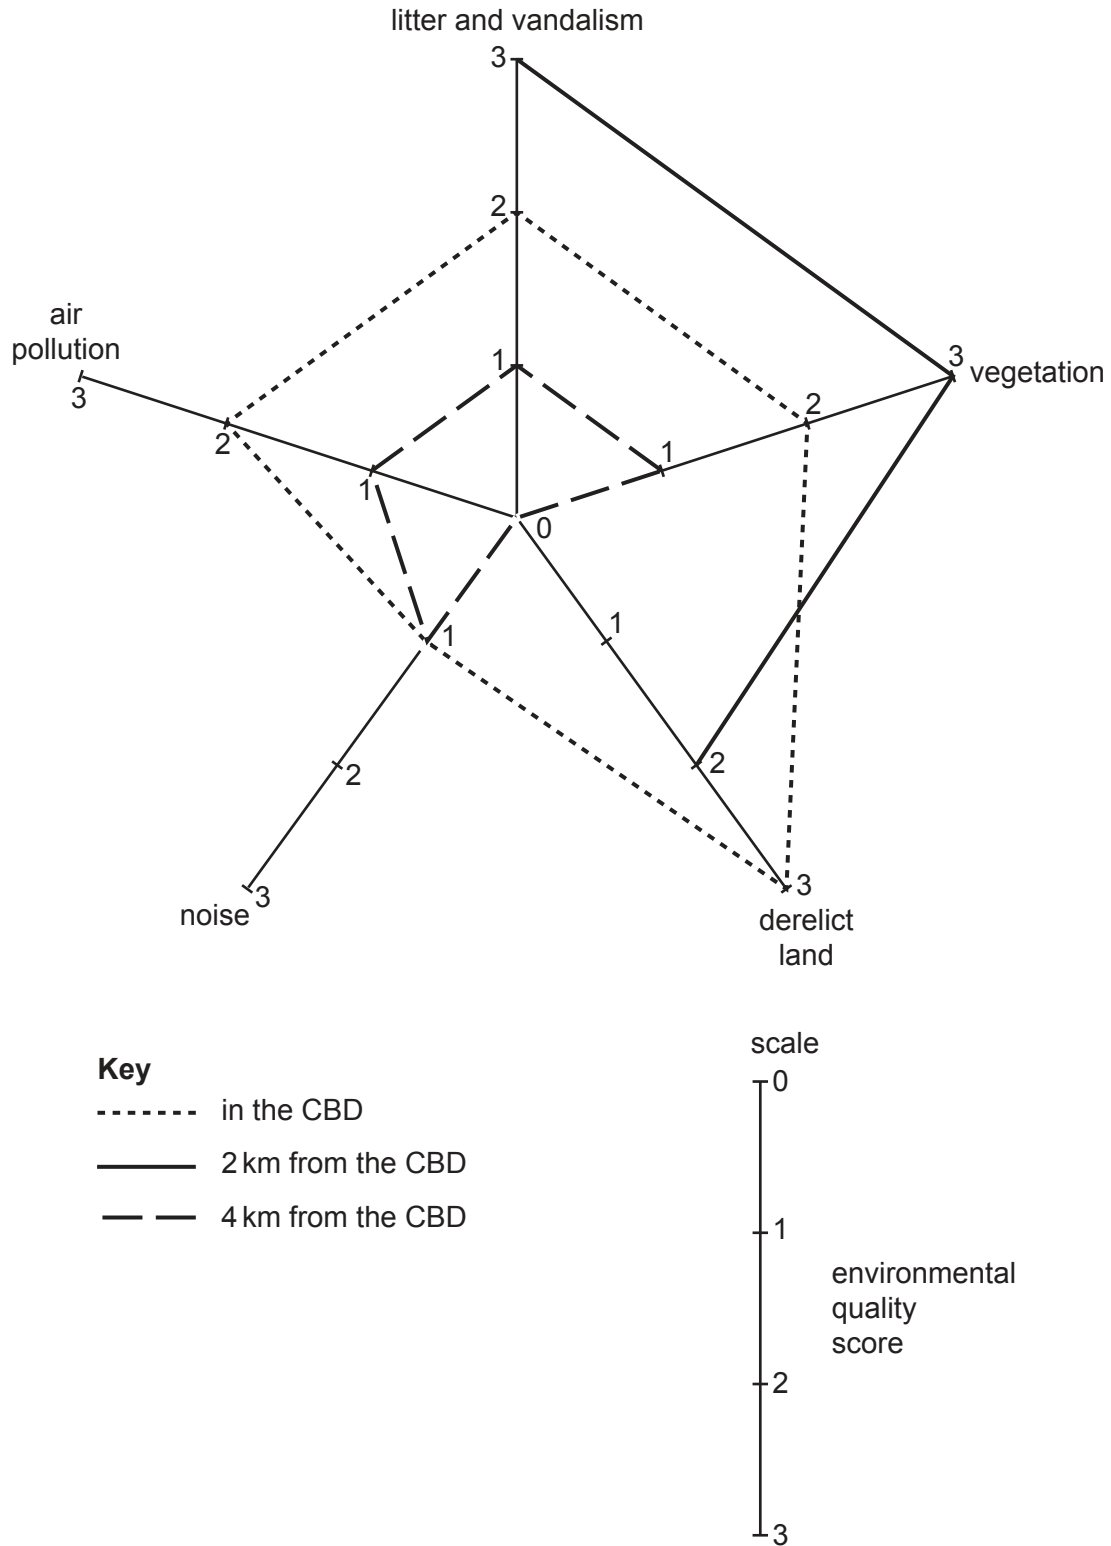 litter and vandalism
3
2
1
air
pollution
3
2
1
3
vegetation
2
1
0
1
2
3
derelict
land
1
2
3
noise
Key
in the CBD
2 km from the CBD
4 km from the CBD
scale
0
1
2
3
environmental
quality
score